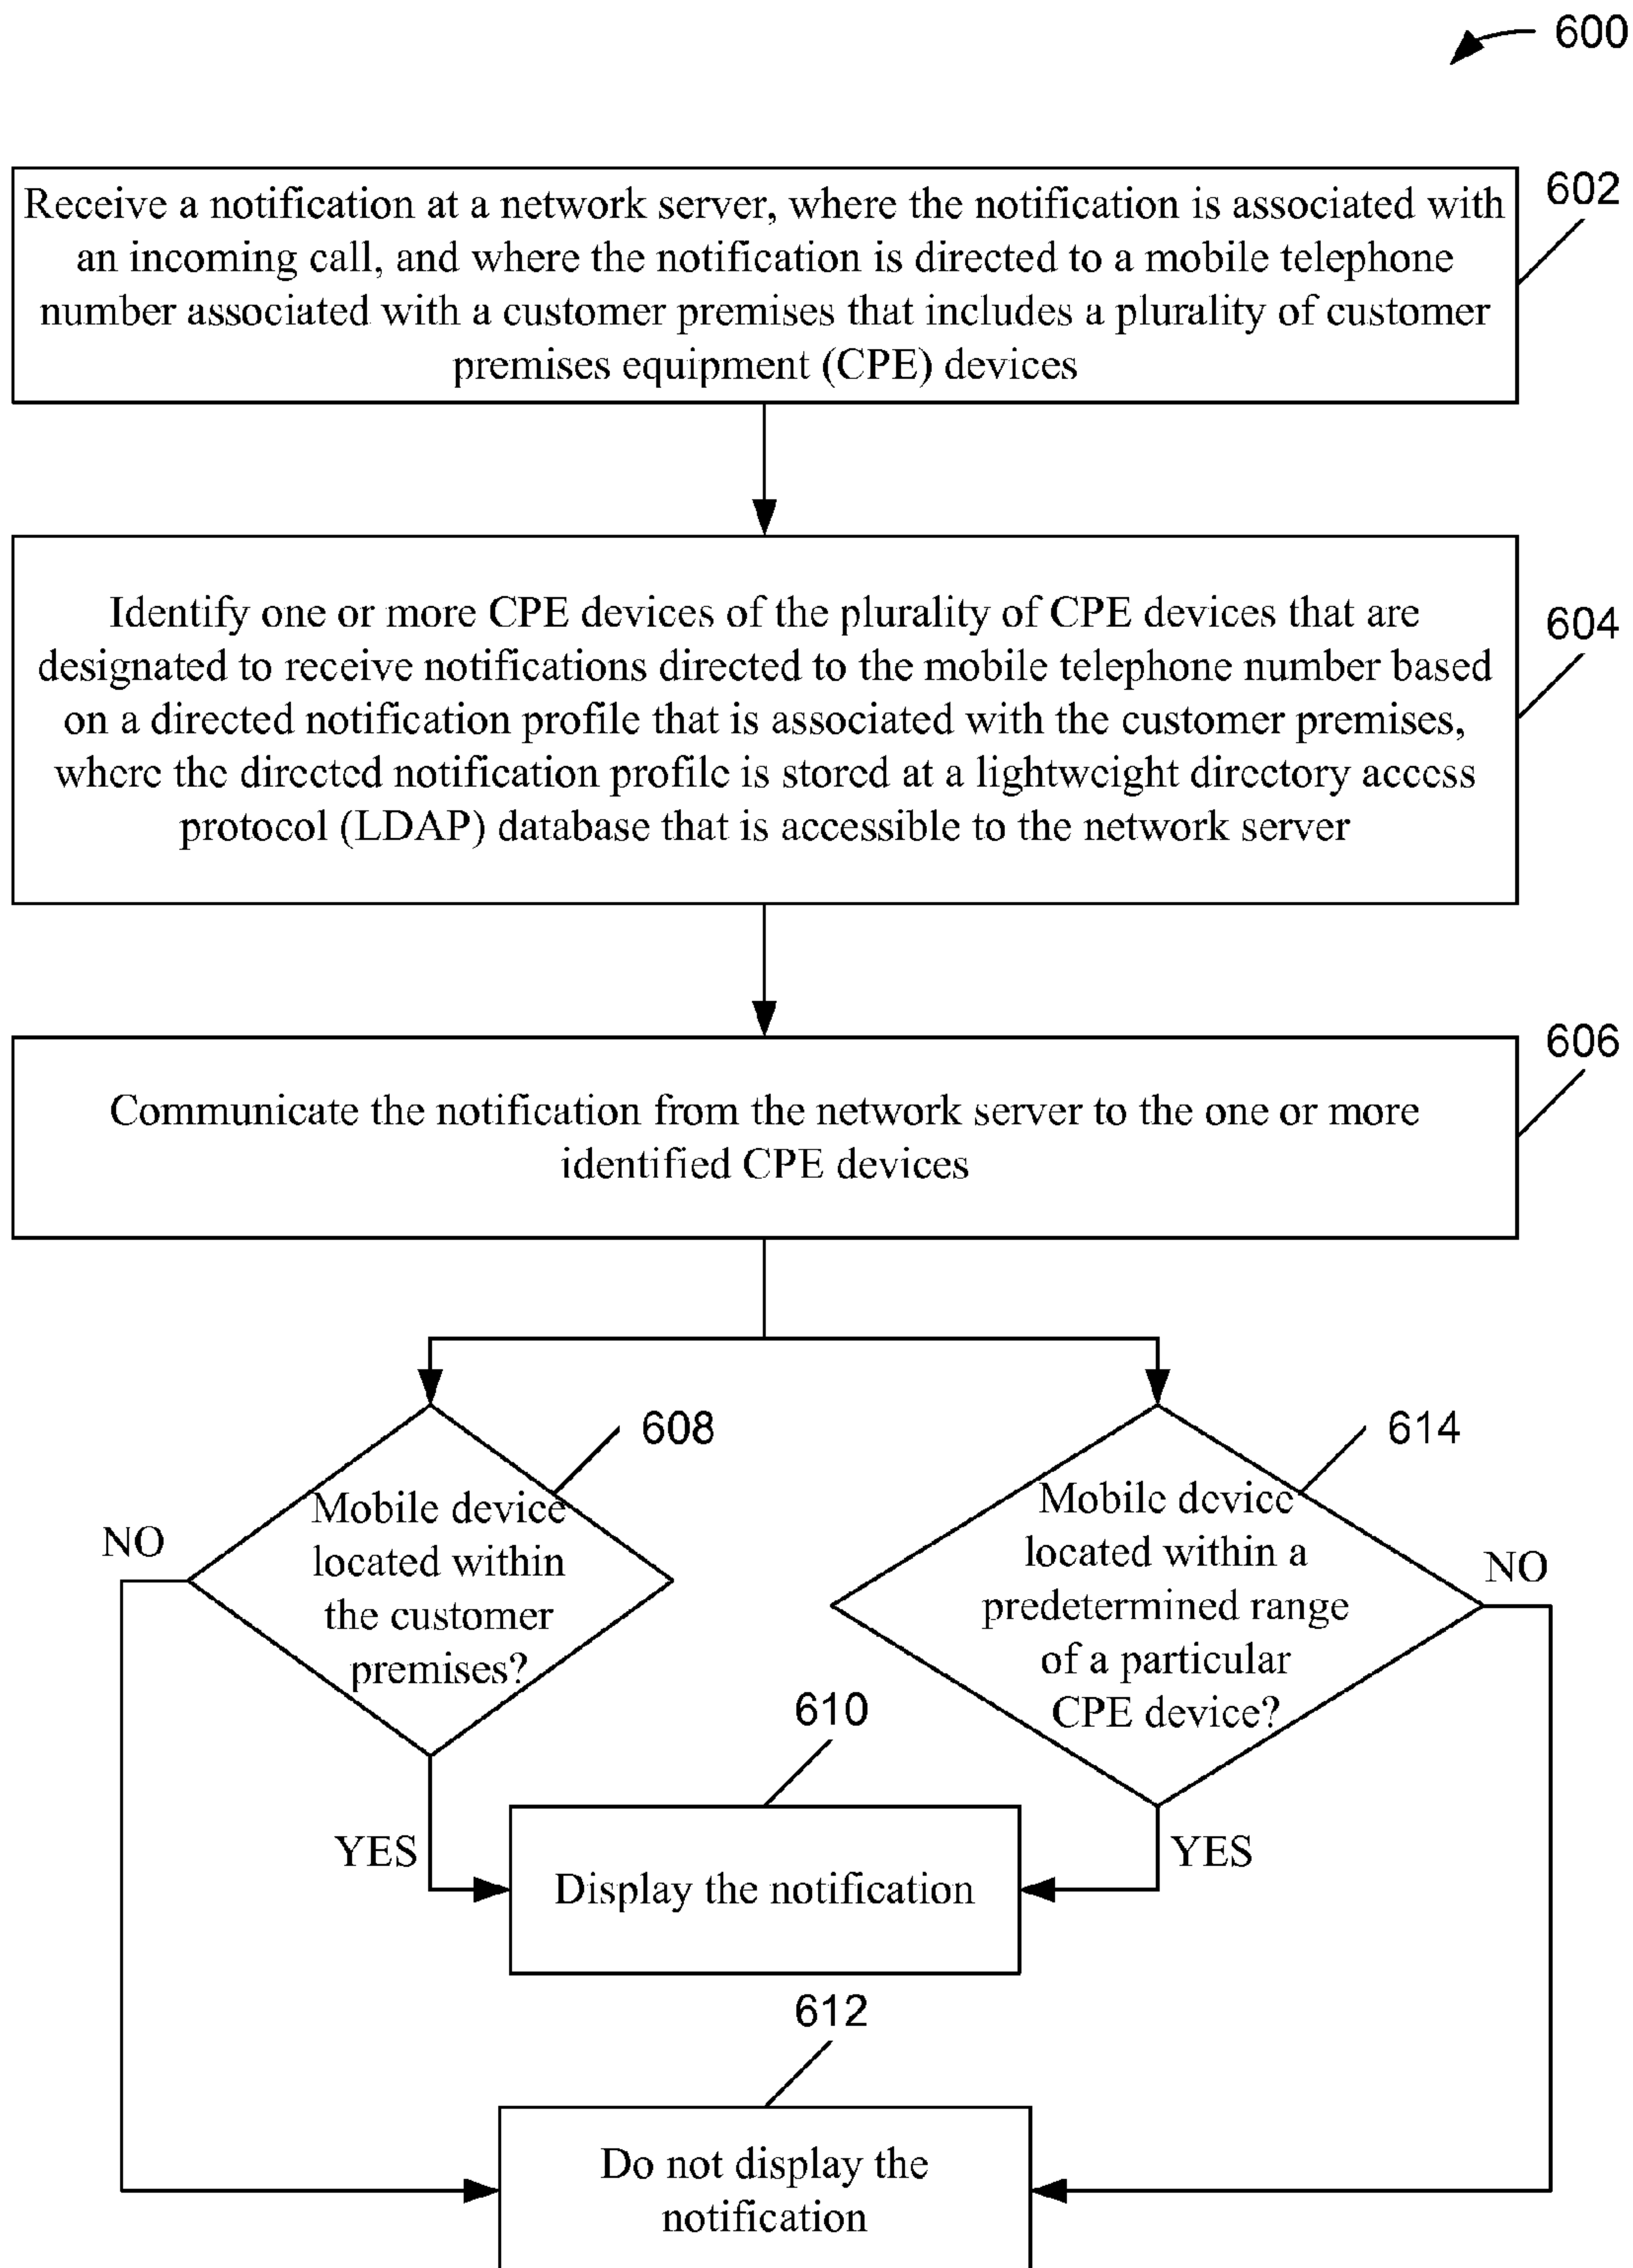 600
Receive a notification at a network server, where the notification is associated with
an incoming call, and where the notification is directed to a mobile telephone
number associated with a customer premises that includes a plurality of customer
premises equipment (CPE) devices
602
Identify one or more CPE devices of the plurality of CPE devices that are
designated to receive notifications directed to the mobile telephone number based
on a directed notification profile that is associated with the customer premises,
where the directed notification profile is stored at a lightweight directory access
protocol (LDAP) database that is accessible to the network server
604
Communicate the notification from the network server to the one or more
identified CPE devices
606
608
Mobile device
located within
the customer
premises?
NO
YES
614
Mobile device
located within a
predetermined range
of a particular
CPE device?
NO
YES
610
Display the notification
612
Do not display the
notification